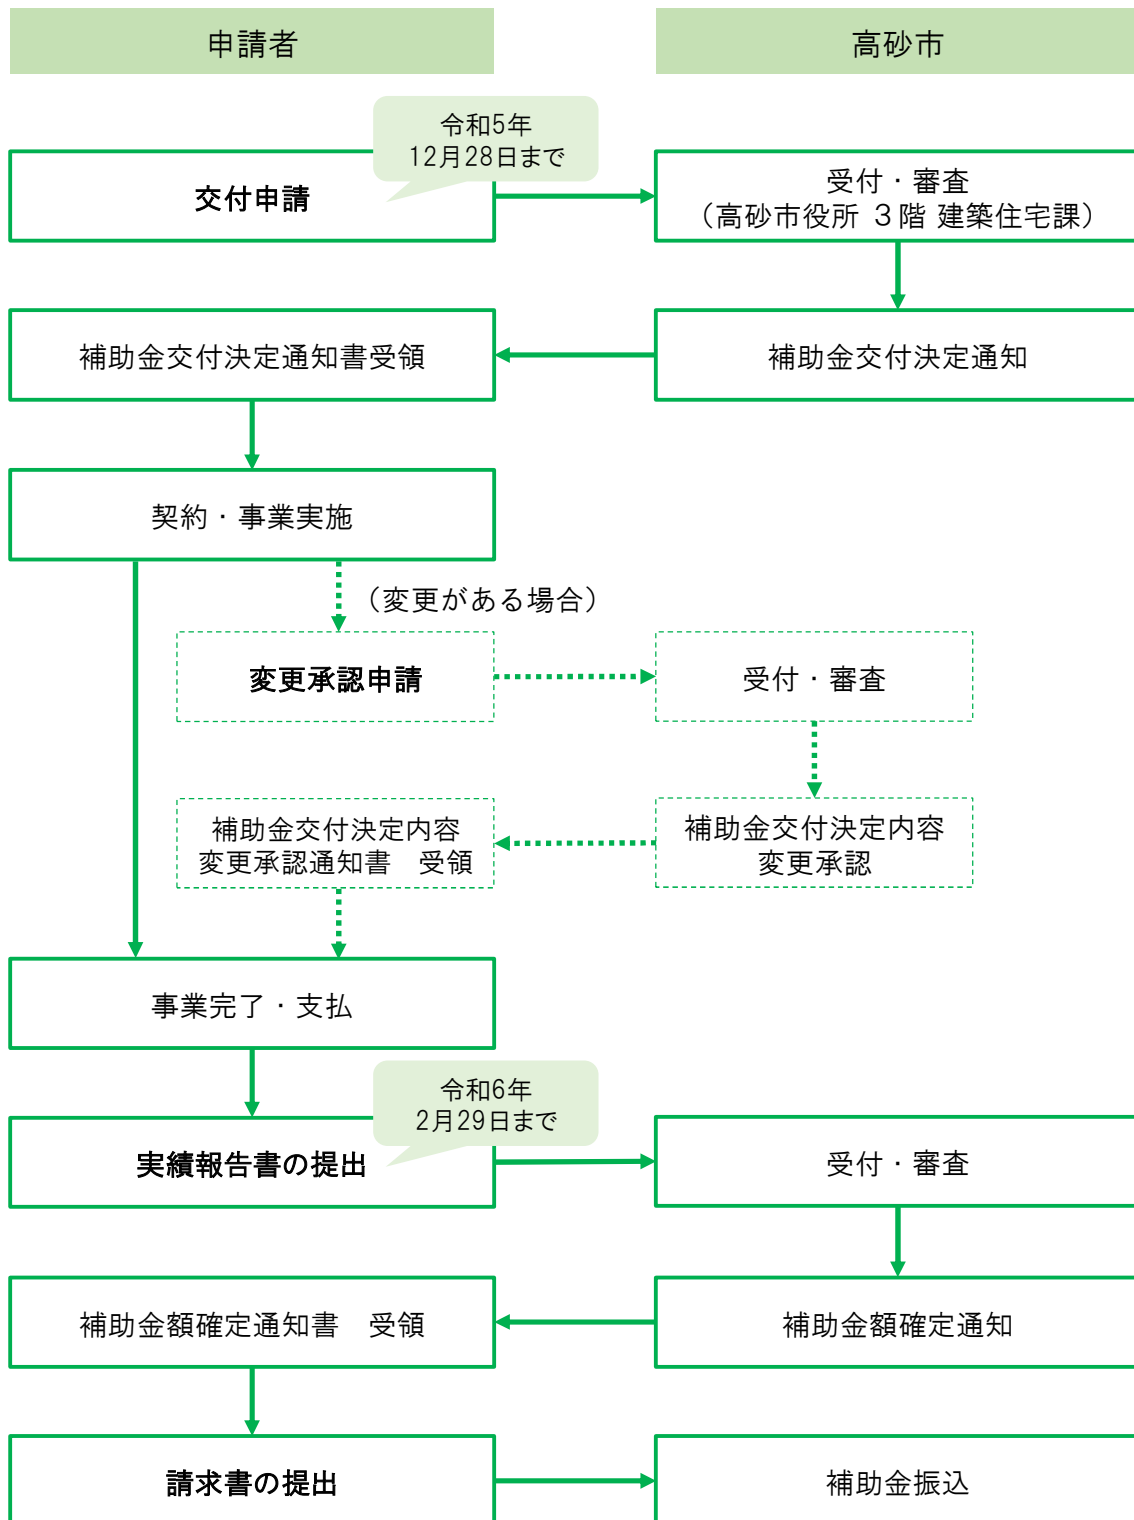 申請者
高砂市
令和5年
12月28日まで
交付申請
受付・審査
（高砂市役所 ３階 建築住宅課）
補助金交付決定通知書受領
補助金交付決定通知
契約・事業実施
（変更がある場合）
変更承認申請
受付・審査
補助金交付決定内容
変更承認通知書　受領
補助金交付決定内容
変更承認
事業完了・支払
令和6年
2月29日まで
実績報告書の提出
受付・審査
補助金額確定通知書　受領
補助金額確定通知
請求書の提出
補助金振込